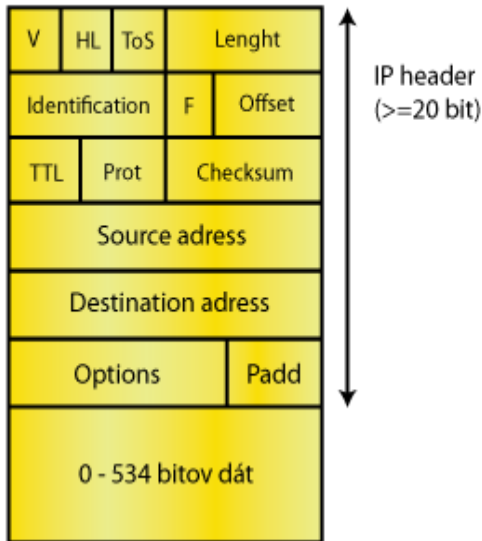 V HL ToS Lenght
Identification F Offset
TTL Prot Checksum
Source adress
Destination adress
Options Padd
0 - 534 bitov dát
IP header
(>=20 bit)